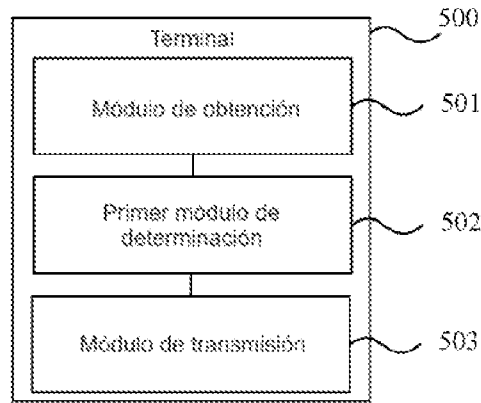 500
Terminal
Módulo de obtención
501
Primer módulo de
determinación
502
Módulo de transmisión
503